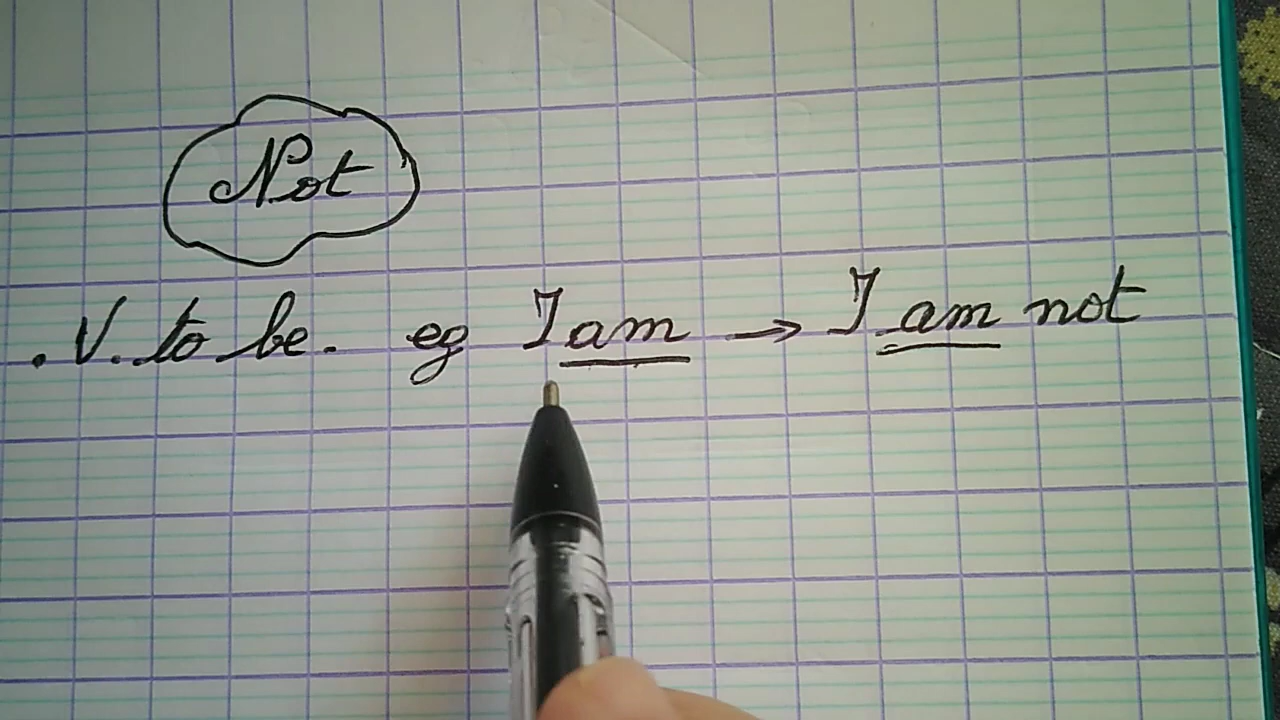 Not
. V. to be. eg I am → I am not